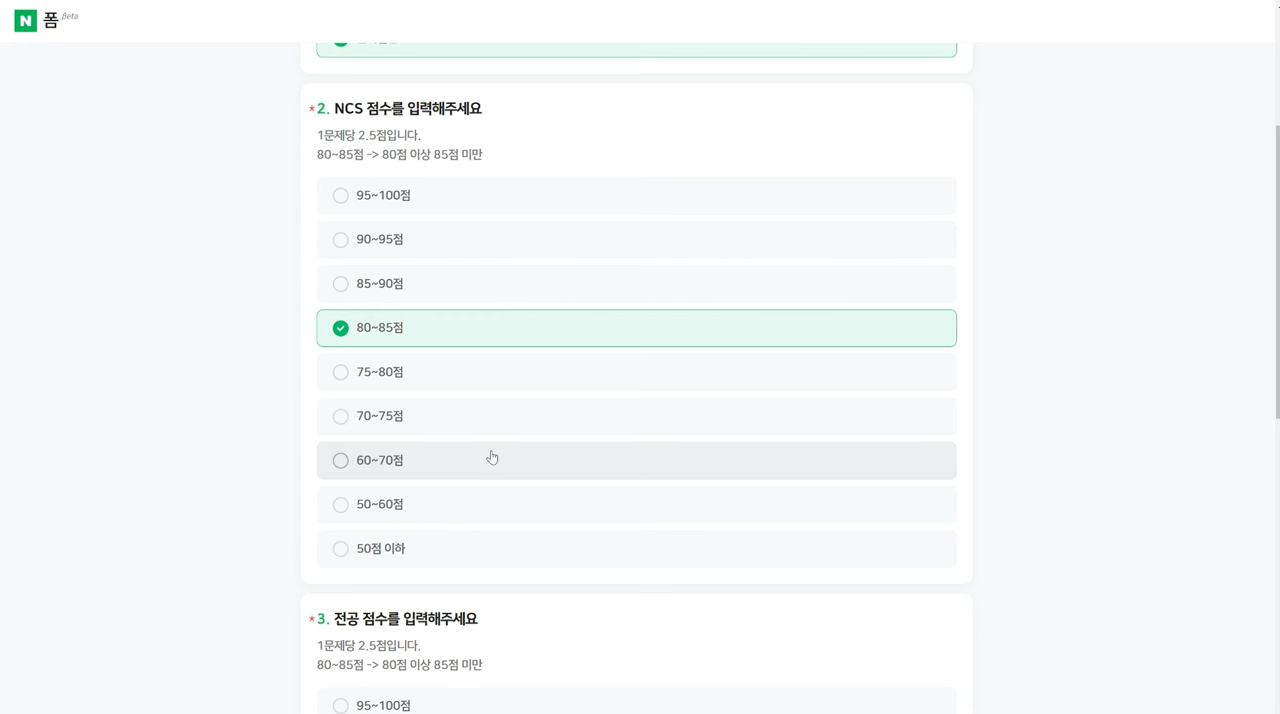 N 폼 Beta
*2. NCS 점수를 입력해주세요
1문제당 2.5점입니다.
80~85점 -> 80점 이상 85점 미만
95~100점
90~95점
85~90점
80~85점
75~80점
70~75점
60~70점
50~60점
50점 이하
*3. 전공 점수를 입력해주세요
1문제당 2.5점입니다.
80~85점 -> 80점 이상 85점 미만
95~100점